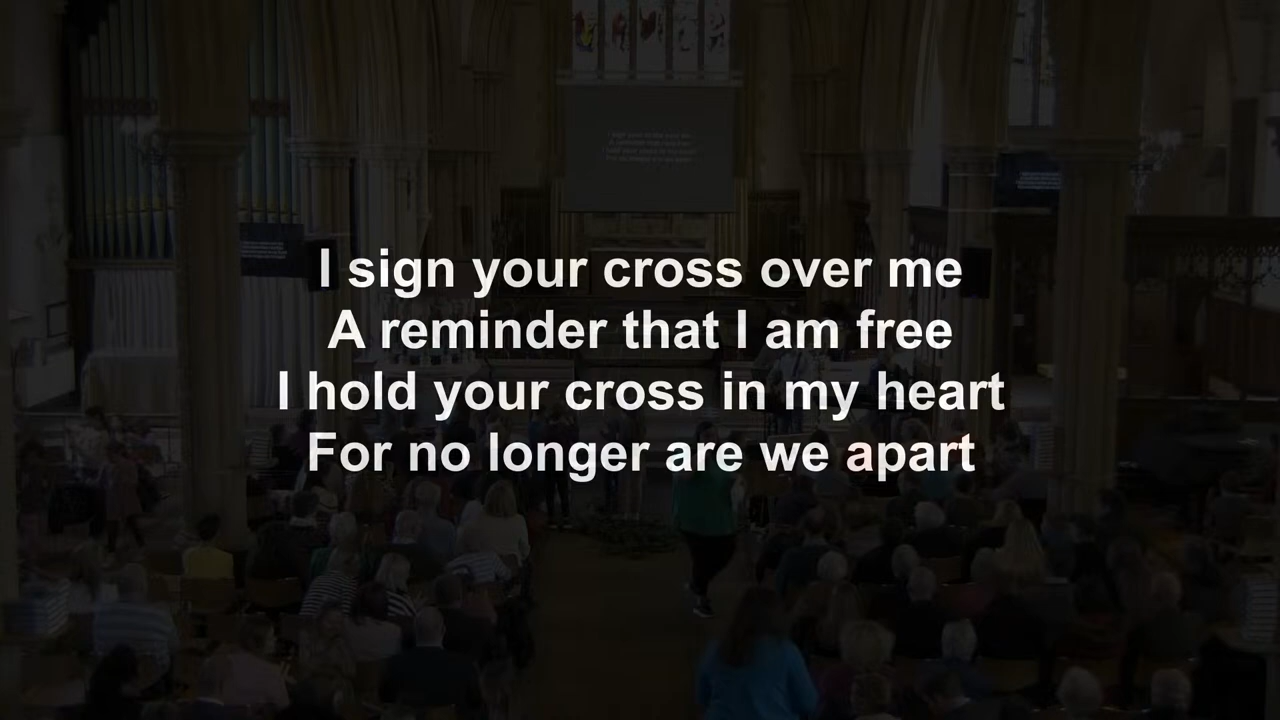 I sign your cross over me
A reminder that I am free
I hold your cross in my heart
For no longer are we apart